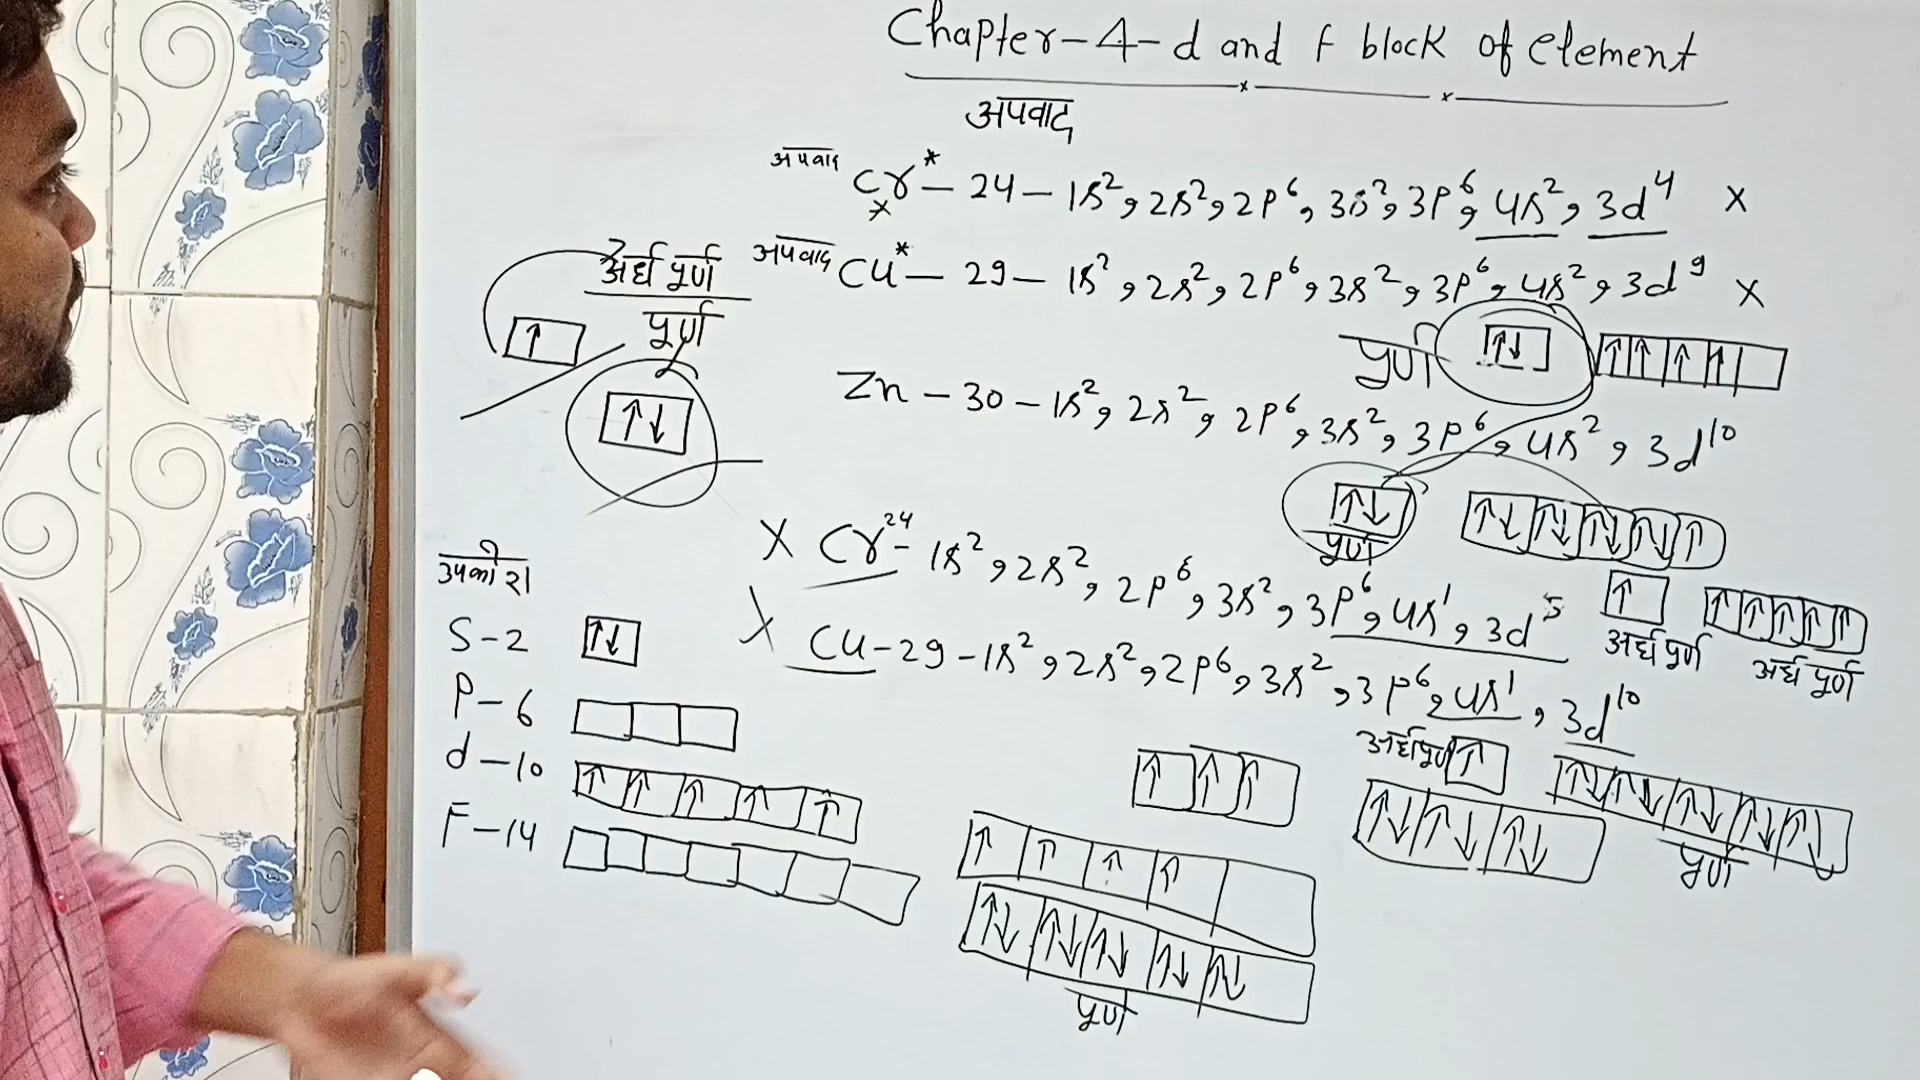 Chapter-4-d and f block of element
अपवाद
अपवाद Cr* - 24 - 1s², 2s², 2p⁶, 3s², 3p⁶, 4s², 3d⁴ ×
अपवाद Cu* - 29 - 1s², 2s², 2p⁶, 3s², 3p⁶, 4s², 3d⁹ ×
अर्ध पूर्ण
पूर्ण
↑
↑↓
पूर्ण ↑↓ ↑ ↑ ↑ ↑
Zn - 30 - 1s², 2s², 2p⁶, 3s², 3p⁶, 4s², 3d¹⁰
↑↓ ↑↓ ↑↓ ↑↓ ↑↓ ↑
पूर्ण
× Cr²⁴ - 1s², 2s², 2p⁶, 3s², 3p⁶, 4s¹, 3d⁵
↑ ↑ ↑ ↑ ↑ ↑
अर्ध पूर्ण अर्ध पूर्ण
× Cu - 29 - 1s², 2s², 2p⁶, 3s², 3p⁶, 4s¹, 3d¹⁰
अर्धपूर्ण ↑ ↑↓ ↑↓ ↑↓ ↑↓ ↑↓
पूर्ण
उपकोश
S-2 ↑↓
P-6
d-10 ↑ ↑ ↑ ↑ ↑
F-14
↑ ↑ ↑
↑↓ ↑↓ ↑↓
↑ ↑ ↑ ↑
↑↓ ↑↓ ↑↓ ↑↓ ↑↓
पूर्ण